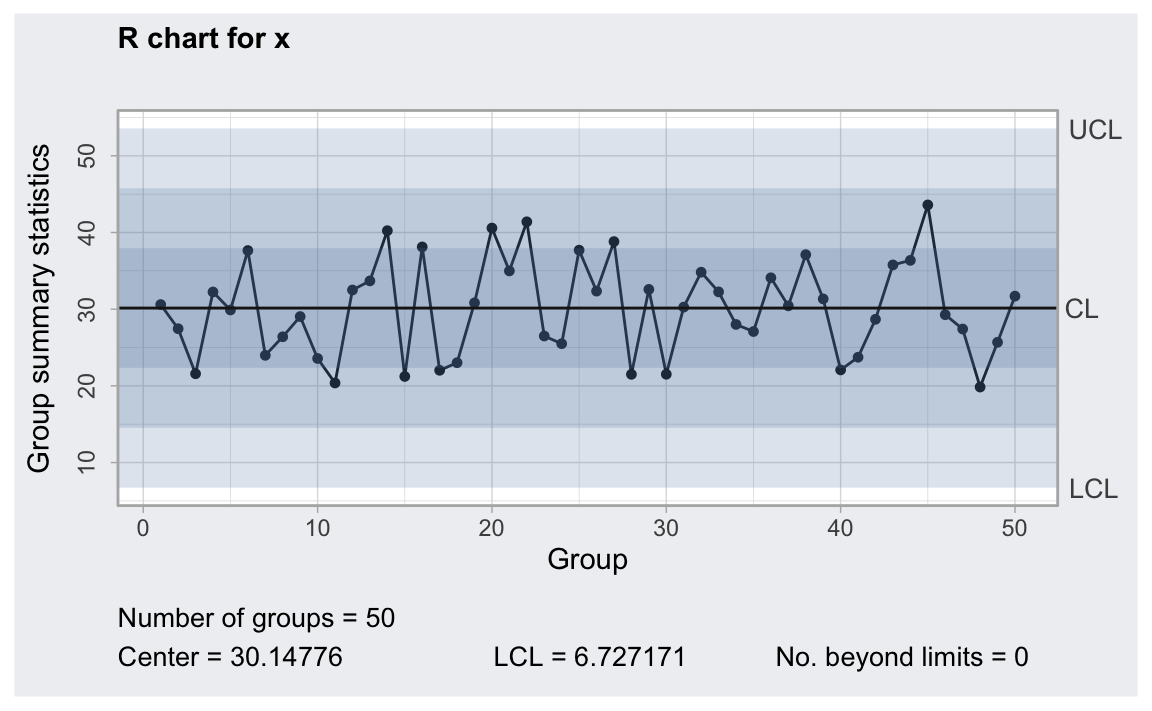 R chart for x
UCL
50
40
CL
30
20
10
LCL
Group summary statistics
0 10 20 30 40 50
Group
Number of groups = 50
Center = 30.14776 LCL = 6.727171 No. beyond limits = 0